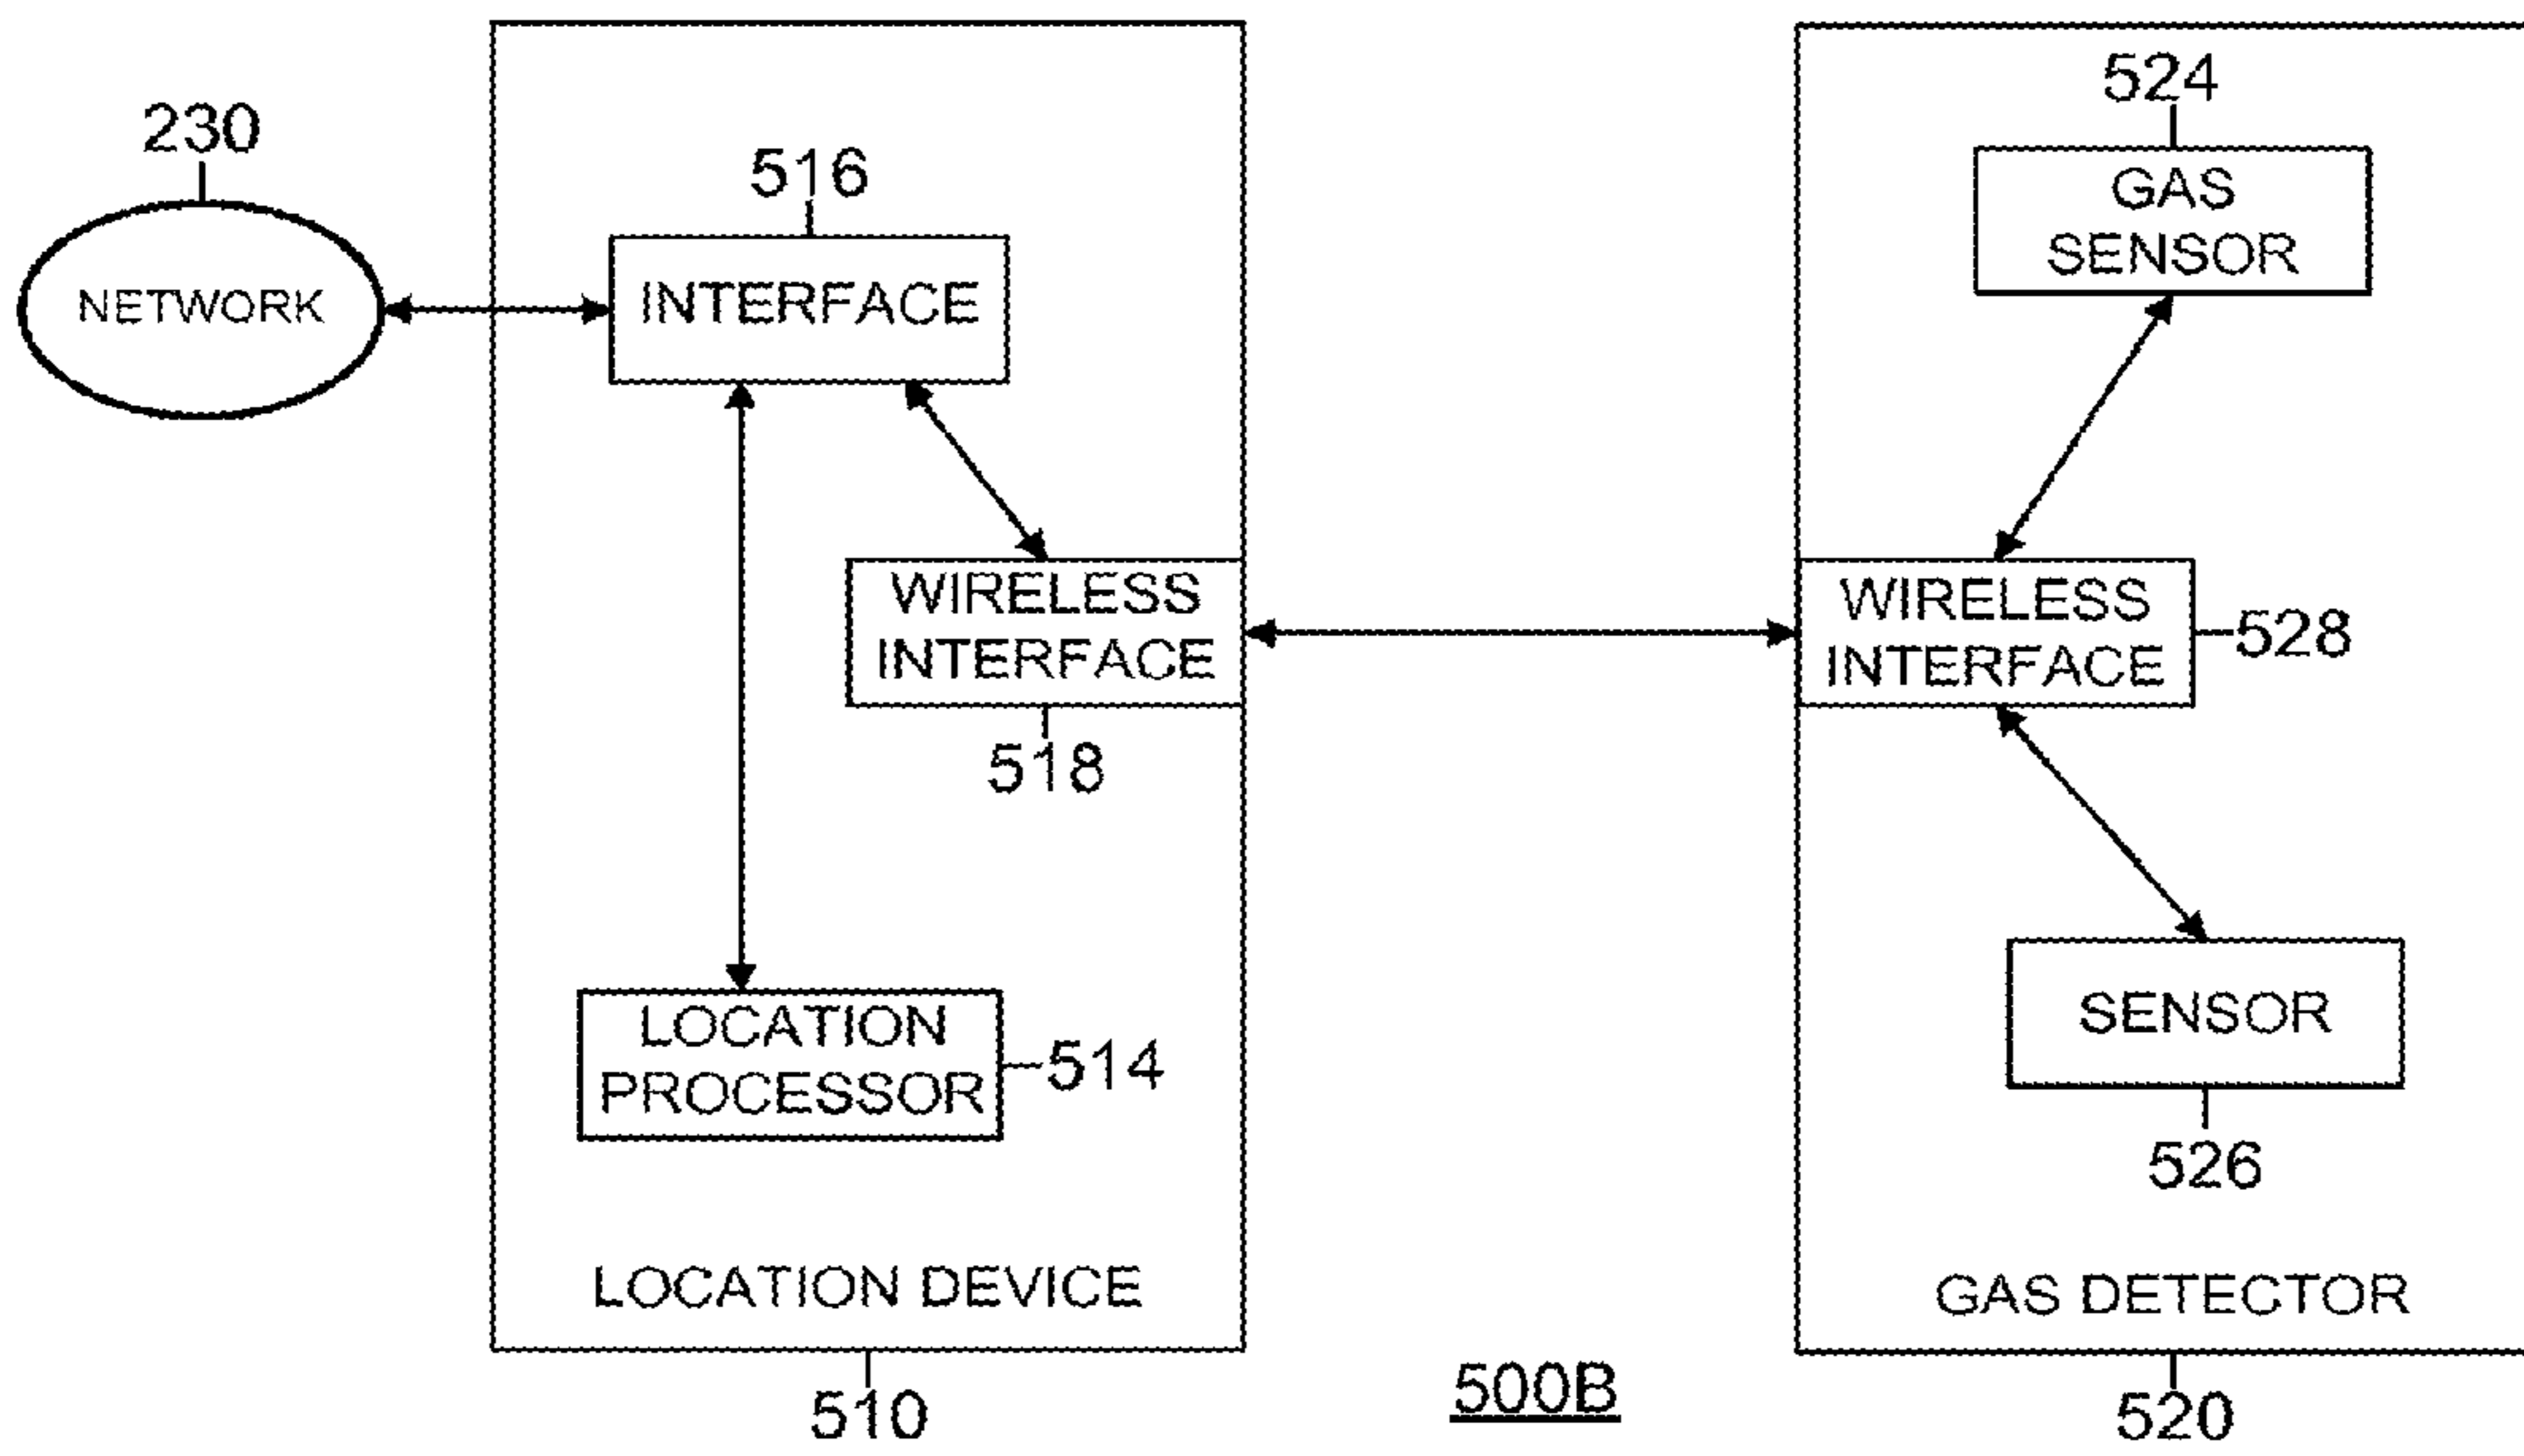 230
NETWORK
516
INTERFACE
WIRELESS
INTERFACE
518
LOCATION
PROCESSOR
514
LOCATION DEVICE
510
500B
524
GAS
SENSOR
WIRELESS
INTERFACE
528
SENSOR
526
GAS DETECTOR
520